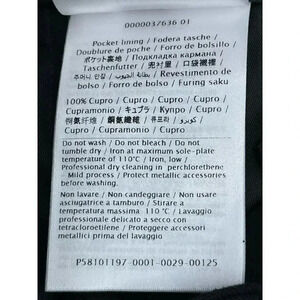 0000037636 01
Pocket lining / Fodera tasche /
Doublure de poche / Forro de bolsillo /
ポケット裏地 / Подкладка кармана /
Taschenfutter / 兜衬里 / 口袋襯裡 /
주머니 안감 / بطانة الجيوب / Revestimento de
bolso / Forro de bolsillo / Furing saku
100% Cupro / Cupro / Cupro / Cupro /
Cupramonio / キュプラ / Купро / Cupro /
铜氨纤维 / 銅氨纖維 / 큐프라 / كوبرو /
Cupro / Cupramonio / Cupro
Do not wash / Do not bleach / Do not
tumble dry / Iron at maximum sole-plate
temperature of 110°C / Iron, low /
Professional dry cleaning in perchlorethene
Mild process / Protect metallic accessories
before washing.
Non lavare / Non candeggiare / Non usare
asciugatrice a tamburo / Stirare a
temperatura massima 110 °C / Lavaggio
professionale delicato a secco con
tetracloroetilene / Proteggere accessori
metallici prima del lavaggio
P58101197-0001-0029-00125